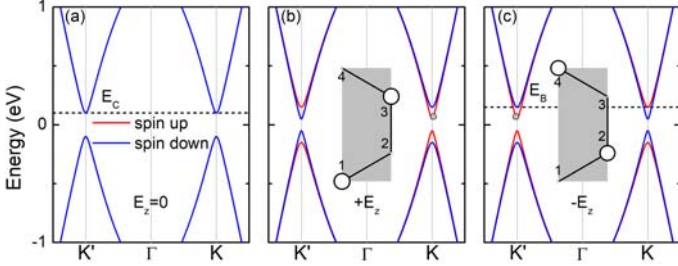 (a) (b) (c)
Energy (eV)
1
0
-1
E_C
spin up
spin down
E_z=0
K' Γ K
4
3
2
1
+E_z
K' Γ K
E_B
4
3
2
1
-E_z
K' Γ K